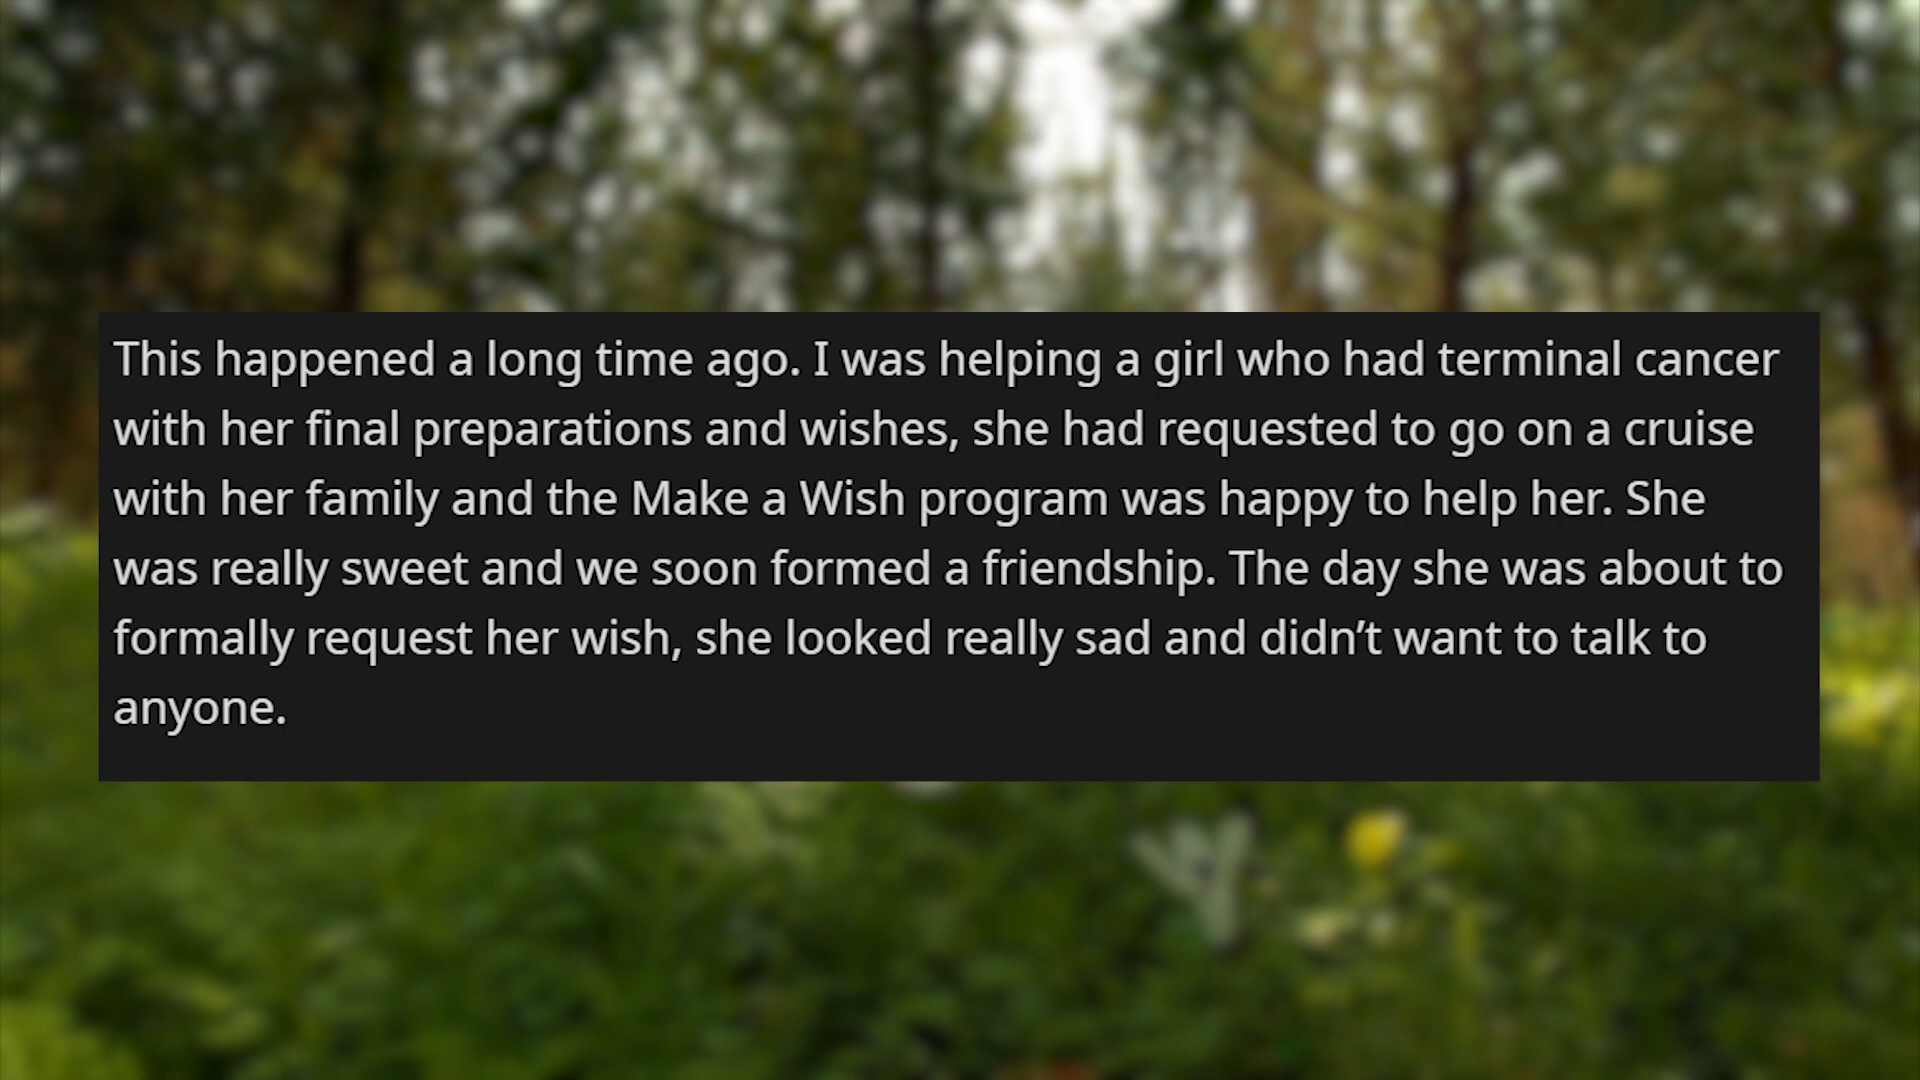 This happened a long time ago. I was helping a girl who had terminal cancer
with her final preparations and wishes, she had requested to go on a cruise
with her family and the Make a Wish program was happy to help her. She
was really sweet and we soon formed a friendship. The day she was about to
formally request her wish, she looked really sad and didn’t want to talk to
anyone.